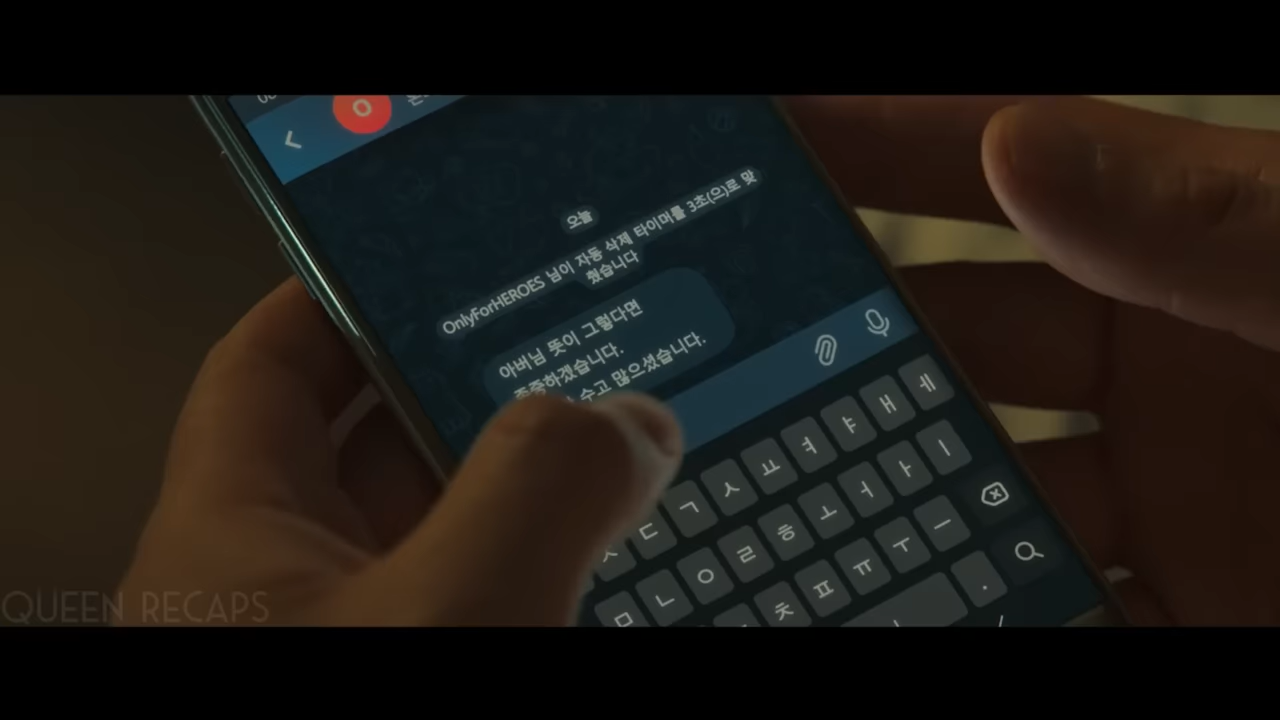 O
오늘
OnlyForHEROES 님이 자동 삭제 타이머를 3초(으)로 맞
췄습니다
아버님 뜻이 그렇다면
존중하겠습니다.
수고 많으셨습니다.
ㄷ ㄱ ㅅ ㅛ ㅕ ㅑ ㅐ ㅔ
ㅁ ㄴ ㅇ ㄹ ㅎ ㅗ ㅓ ㅏ ㅣ
ㅊ ㅍ ㅠ ㅜ ㅡ
.
QUEEN RECAPS